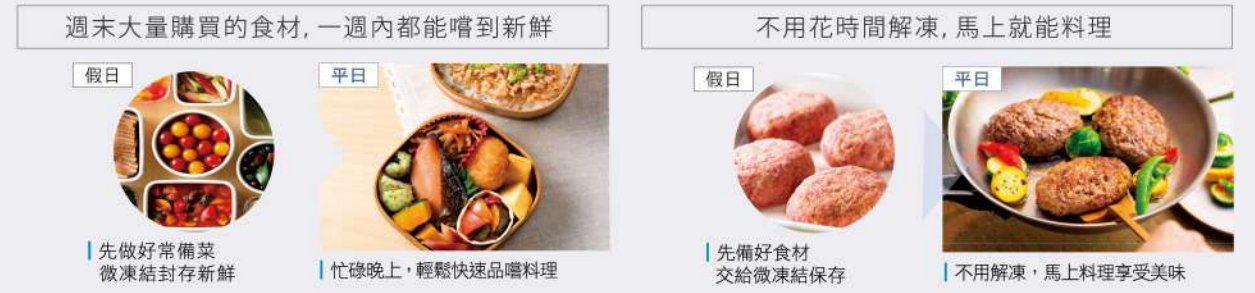 週末大量購買的食材, 一週內都能嚐到新鮮
假日
平日
先做好常備菜
微凍結封存新鮮
忙碌晚上，輕鬆快速品嚐料理
不用花時間解凍, 馬上就能料理
假日
平日
先備好食材
交給微凍結保存
不用解凍，馬上料理享受美味